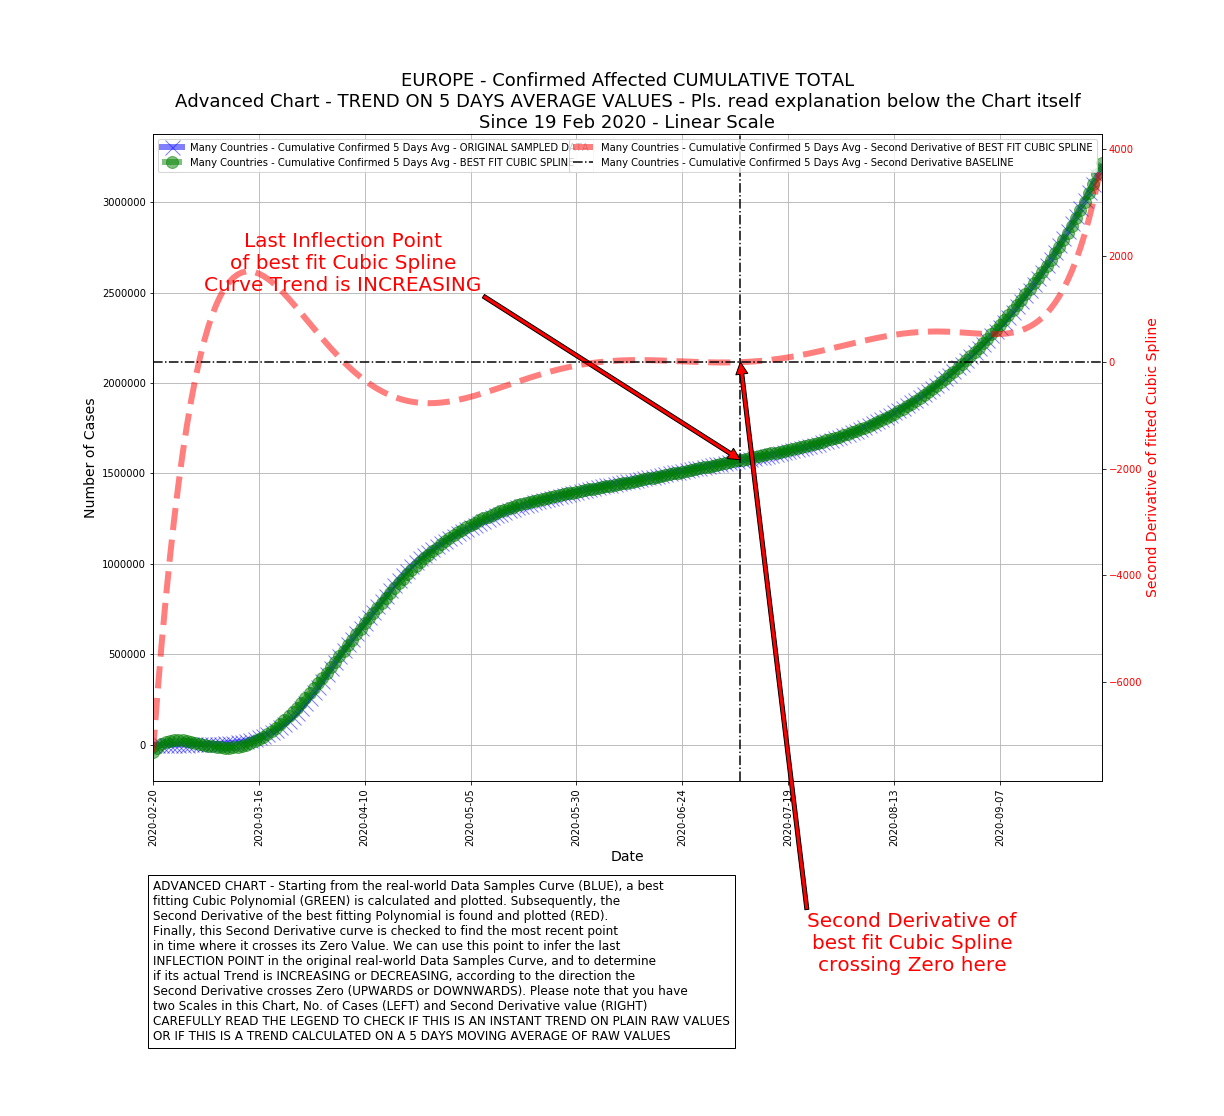 EUROPE - Confirmed Affected CUMULATIVE TOTAL
Advanced Chart - TREND ON 5 DAYS AVERAGE VALUES - Pls. read explanation below the Chart itself
Since 19 Feb 2020 - Linear Scale
Many Countries - Cumulative Confirmed 5 Days Avg - ORIGINAL SAMPLED DATA
Many Countries - Cumulative Confirmed 5 Days Avg - BEST FIT CUBIC SPLINE
Many Countries - Cumulative Confirmed 5 Days Avg - Second Derivative of BEST FIT CUBIC SPLINE
Many Countries - Cumulative Confirmed 5 Days Avg - Second Derivative BASELINE
Last Inflection Point
of best fit Cubic Spline
Curve Trend is INCREASING
Number of Cases
3000000
2500000
2000000
1500000
1000000
500000
0
4000
2000
0
−2000
−4000
−6000
Second Derivative of fitted Cubic Spline
2020-02-20
2020-03-16
2020-04-10
2020-05-05
2020-05-30
2020-06-24
2020-07-19
2020-08-13
2020-09-07
Date
Second Derivative of
best fit Cubic Spline
crossing Zero here
ADVANCED CHART - Starting from the real-world Data Samples Curve (BLUE), a best
fitting Cubic Polynomial (GREEN) is calculated and plotted. Subsequently, the
Second Derivative of the best fitting Polynomial is found and plotted (RED).
Finally, this Second Derivative curve is checked to find the most recent point
in time where it crosses its Zero Value. We can use this point to infer the last
INFLECTION POINT in the original real-world Data Samples Curve, and to determine
if its actual Trend is INCREASING or DECREASING, according to the direction the
Second Derivative crosses Zero (UPWARDS or DOWNWARDS). Please note that you have
two Scales in this Chart, No. of Cases (LEFT) and Second Derivative value (RIGHT)
CAREFULLY READ THE LEGEND TO CHECK IF THIS IS AN INSTANT TREND ON PLAIN RAW VALUES
OR IF THIS IS A TREND CALCULATED ON A 5 DAYS MOVING AVERAGE OF RAW VALUES